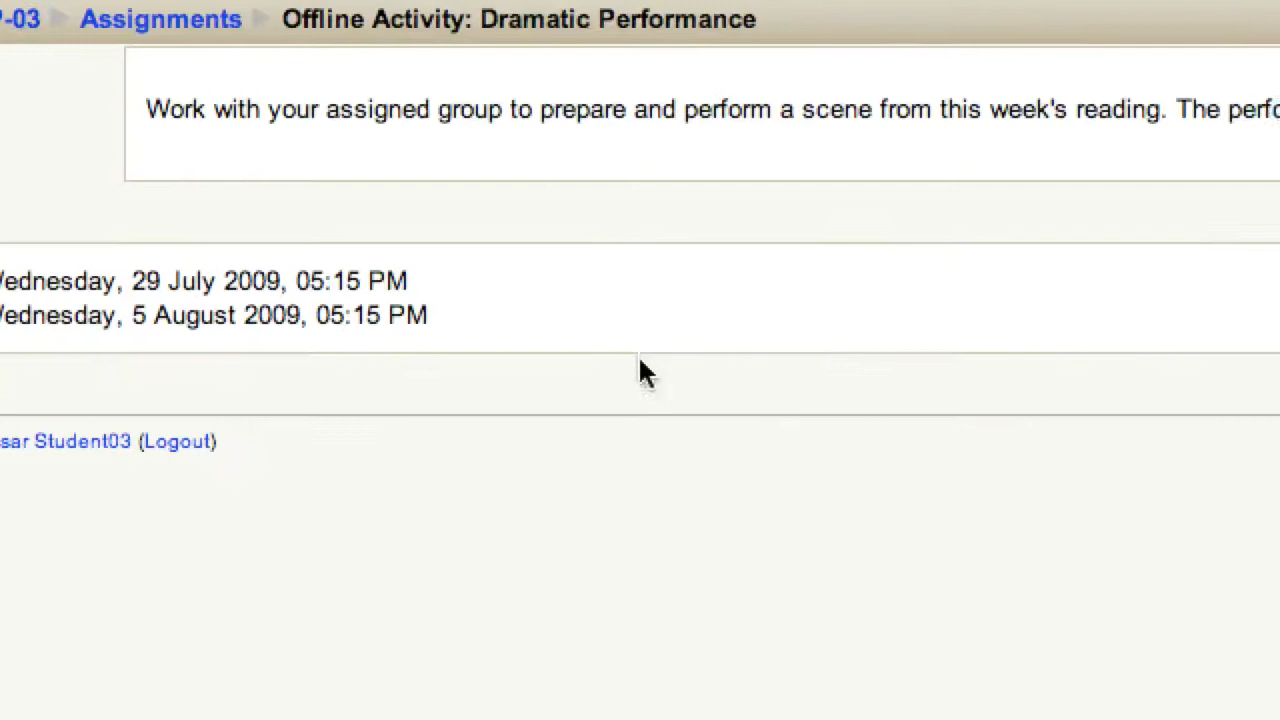 -03 Assignments Offline Activity: Dramatic Performance
Work with your assigned group to prepare and perform a scene from this week's reading. The
Wednesday, 29 July 2009, 05:15 PM
Wednesday, 5 August 2009, 05:15 PM
Student03 (Logout)